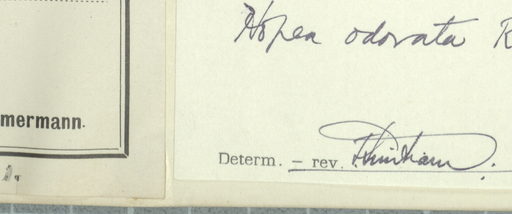 Hopea odorata R
mermann.
Determ. – rev.